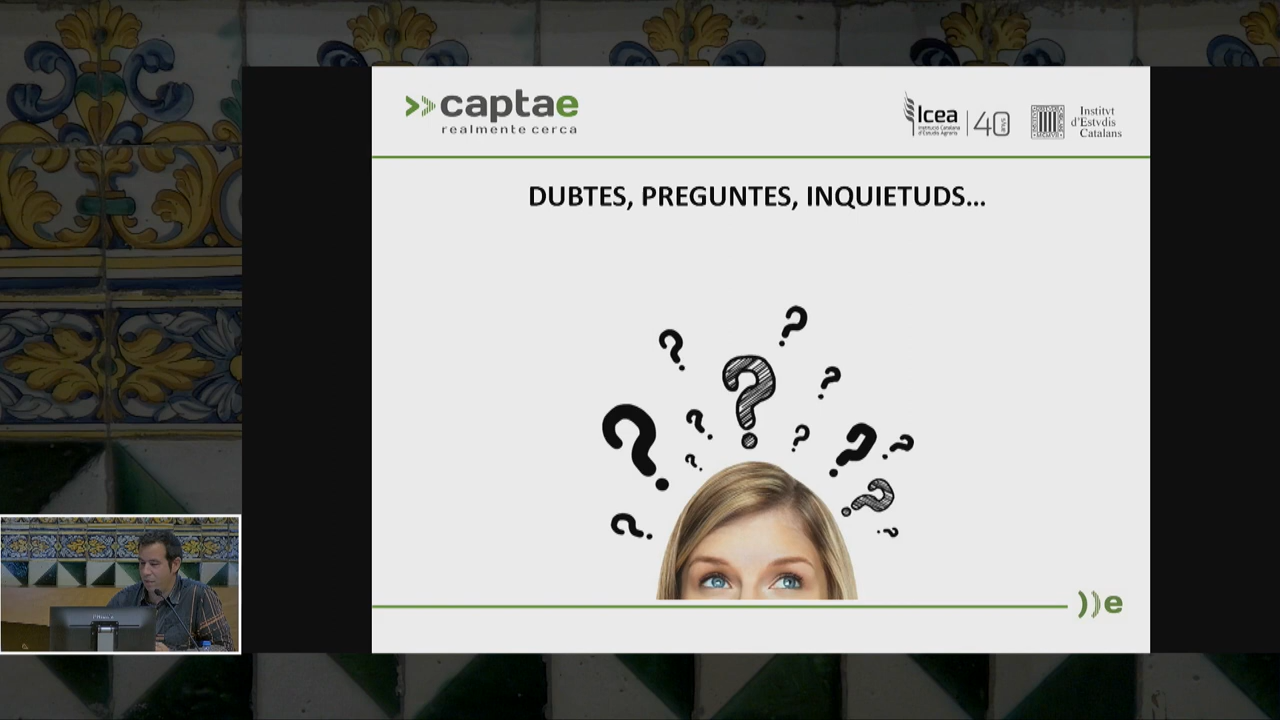 captae
realmente cerca
Icea
Institució Catalana
d'Estudis Agraris
40
anys
Institvt
d'Estvdis
Catalans
DUBTES, PREGUNTES, INQUIETUDS...
e